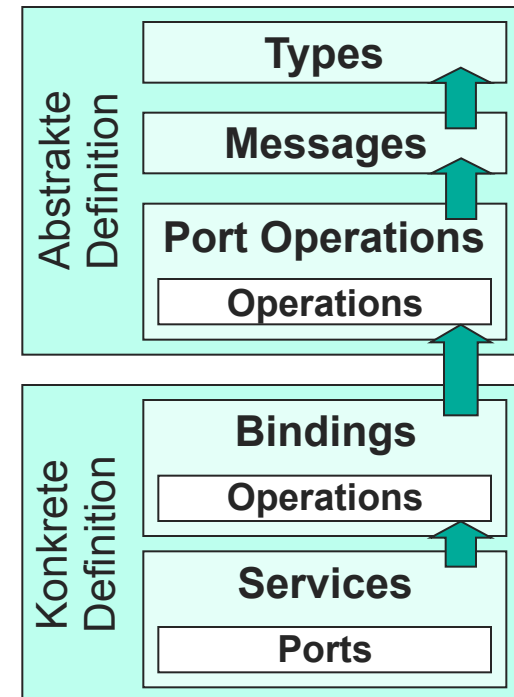 Abstrakte
Definition
Types
Messages
Port Operations
Operations
Konkrete
Definition
Bindings
Operations
Services
Ports